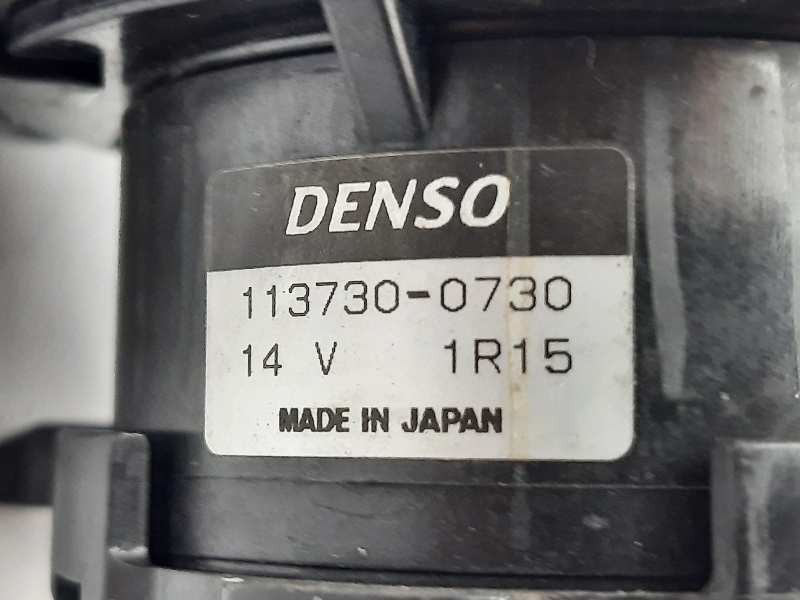 DENSO
113730-0730
14 V 1R15
MADE IN JAPAN